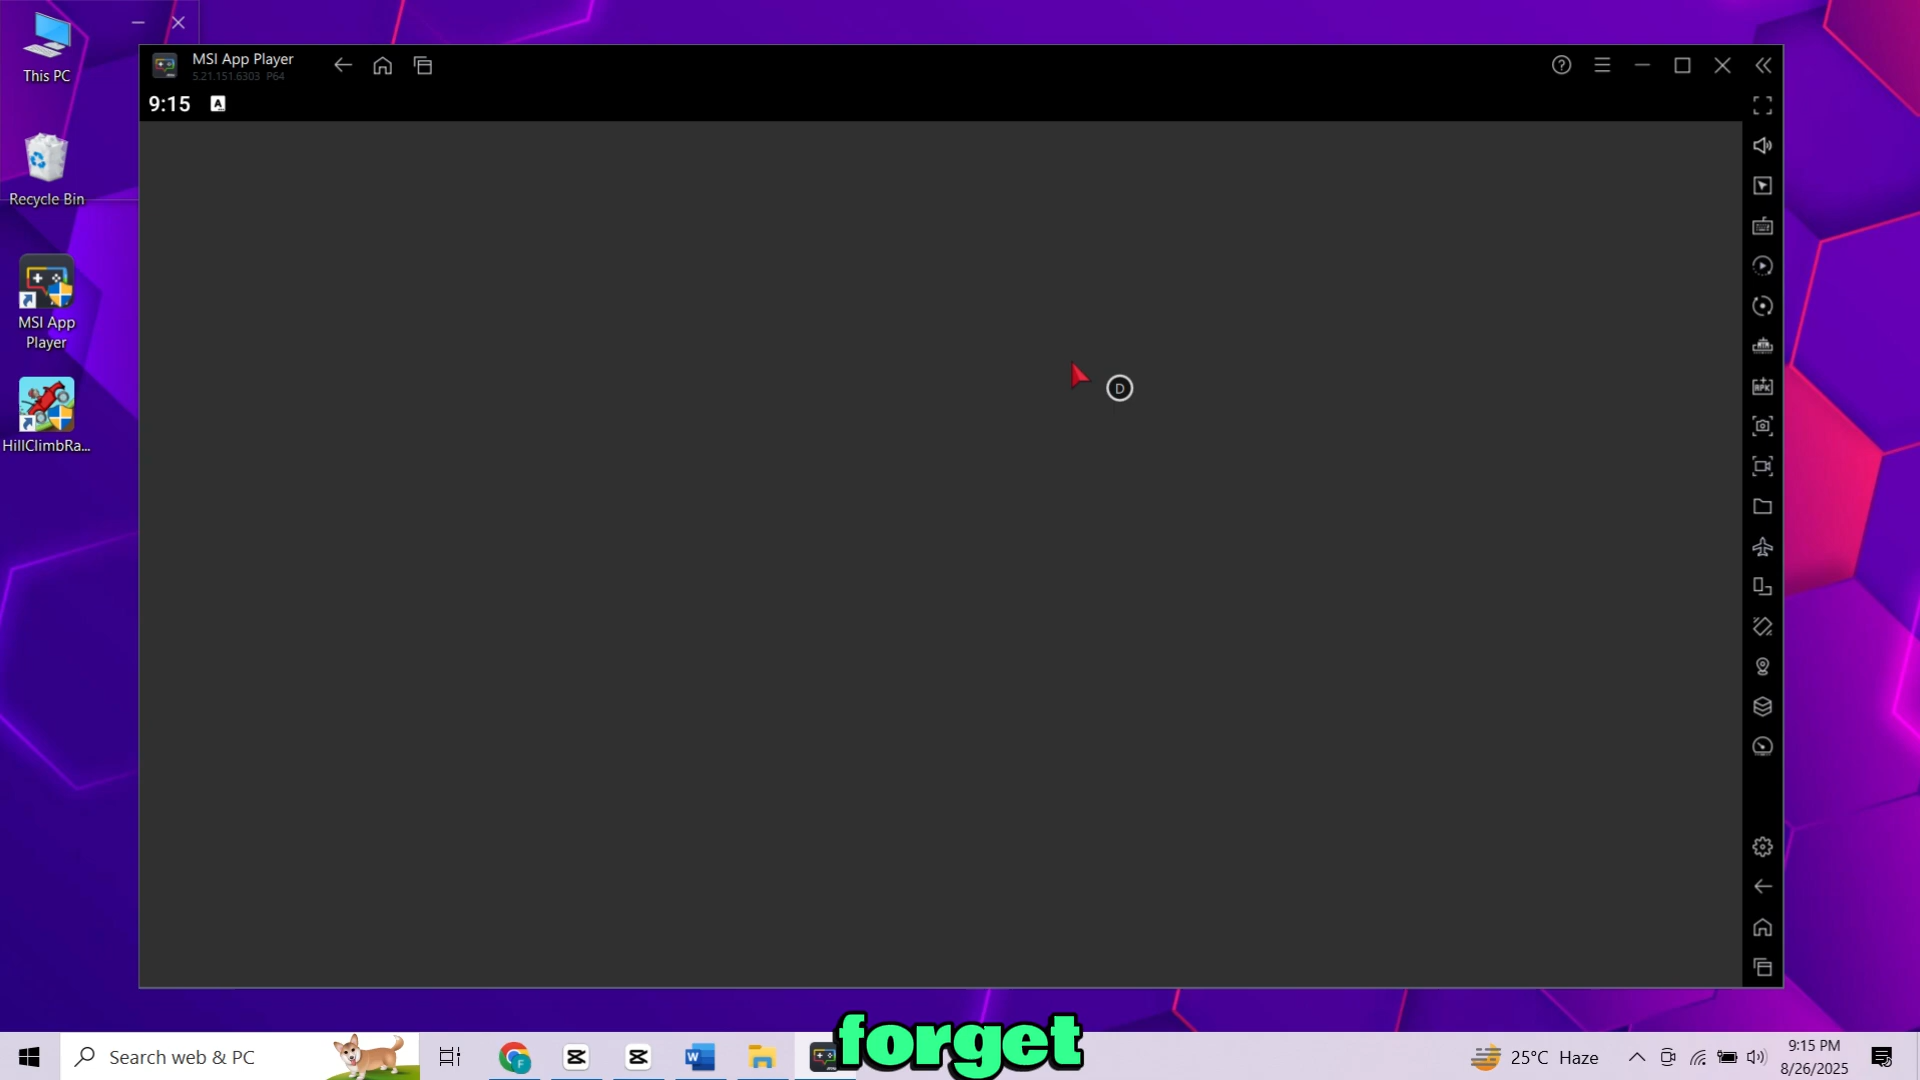 This PC
Recycle Bin
MSI App
Player
HillClimbRa...
MSI App Player
5.21.151.6303 P64
9:15
A
D
APK
forget
Search web & PC
25°C Haze
9:15 PM
8/26/2025